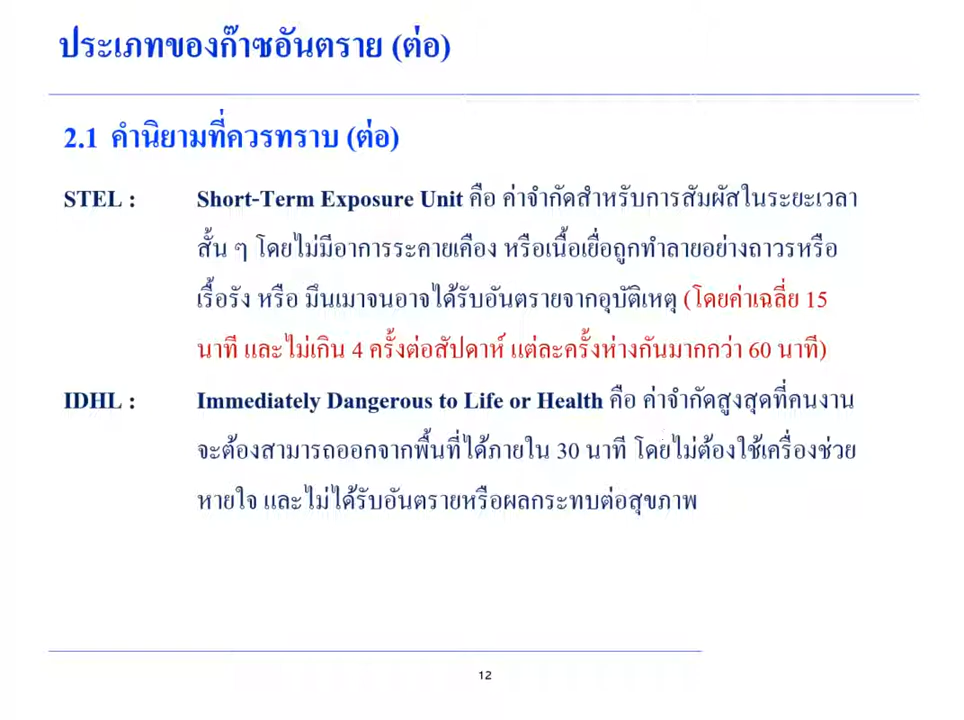 ประเภทของก๊าซอันตราย (ต่อ)
2.1 คำนิยามที่ควรทราบ (ต่อ)
STEL : Short-Term Exposure Unit คือ ค่าจำกัดสำหรับการสัมผัสในระยะเวลา
สั้น ๆ โดยไม่มีอาการระคายเคือง หรือเนื้อเยื่อถูกทำลายอย่างถาวรหรือ
เรื้อรัง หรือ มึนเมาจนอาจได้รับอันตรายจากอุบัติเหตุ (โดยค่าเฉลี่ย 15
นาที และไม่เกิน 4 ครั้งต่อสัปดาห์ แต่ละครั้งห่างกันมากกว่า 60 นาที)
IDHL : Immediately Dangerous to Life or Health คือ ค่าจำกัดสูงสุดที่คนงาน
จะต้องสามารถออกจากพื้นที่ได้ภายใน 30 นาที โดยไม่ต้องใช้เครื่องช่วย
หายใจ และไม่ได้รับอันตรายหรือผลกระทบต่อสุขภาพ
12